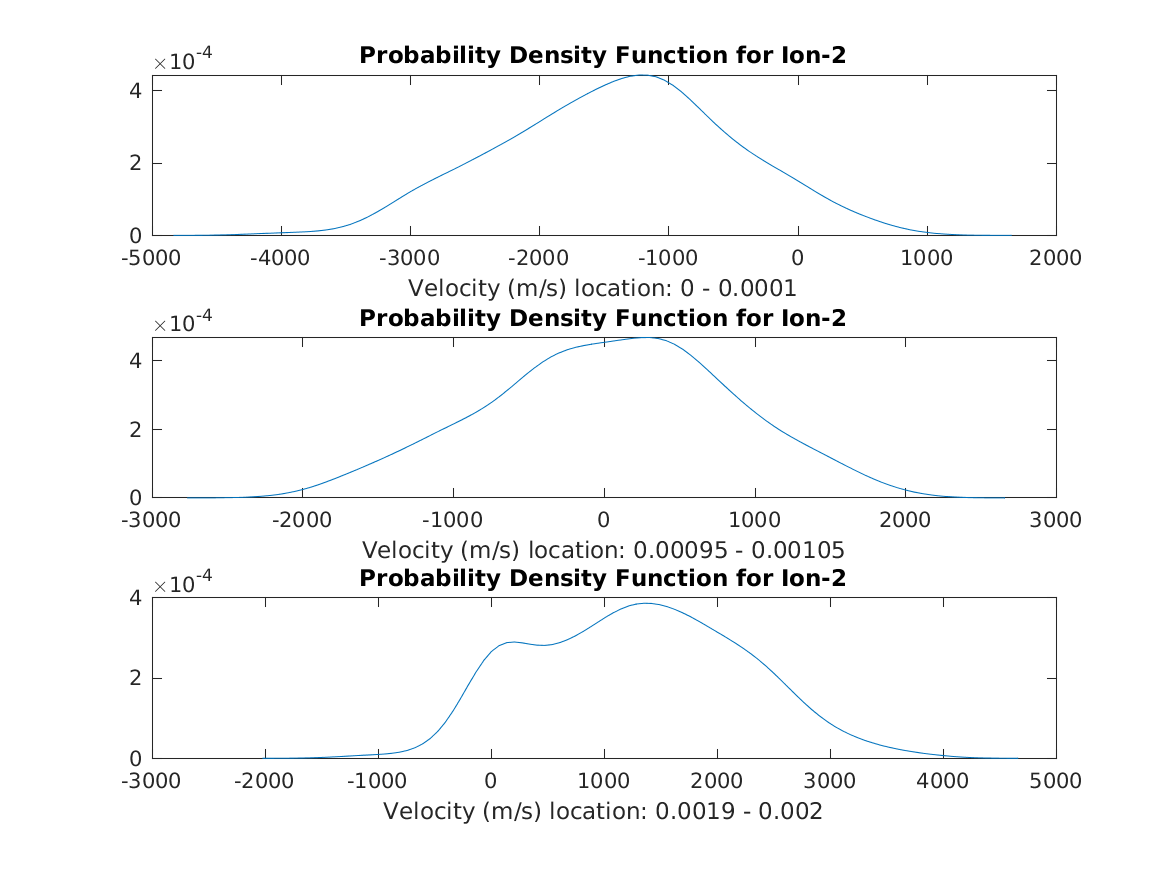 Probability Density Function for Ion-2
×10-4
4
2
0
-5000 -4000 -3000 -2000 -1000 0 1000 2000
Velocity (m/s) location: 0 - 0.0001
Probability Density Function for Ion-2
×10-4
4
2
0
-3000 -2000 -1000 0 1000 2000 3000
Velocity (m/s) location: 0.00095 - 0.00105
Probability Density Function for Ion-2
×10-4
4
2
0
-3000 -2000 -1000 0 1000 2000 3000 4000 5000
Velocity (m/s) location: 0.0019 - 0.002